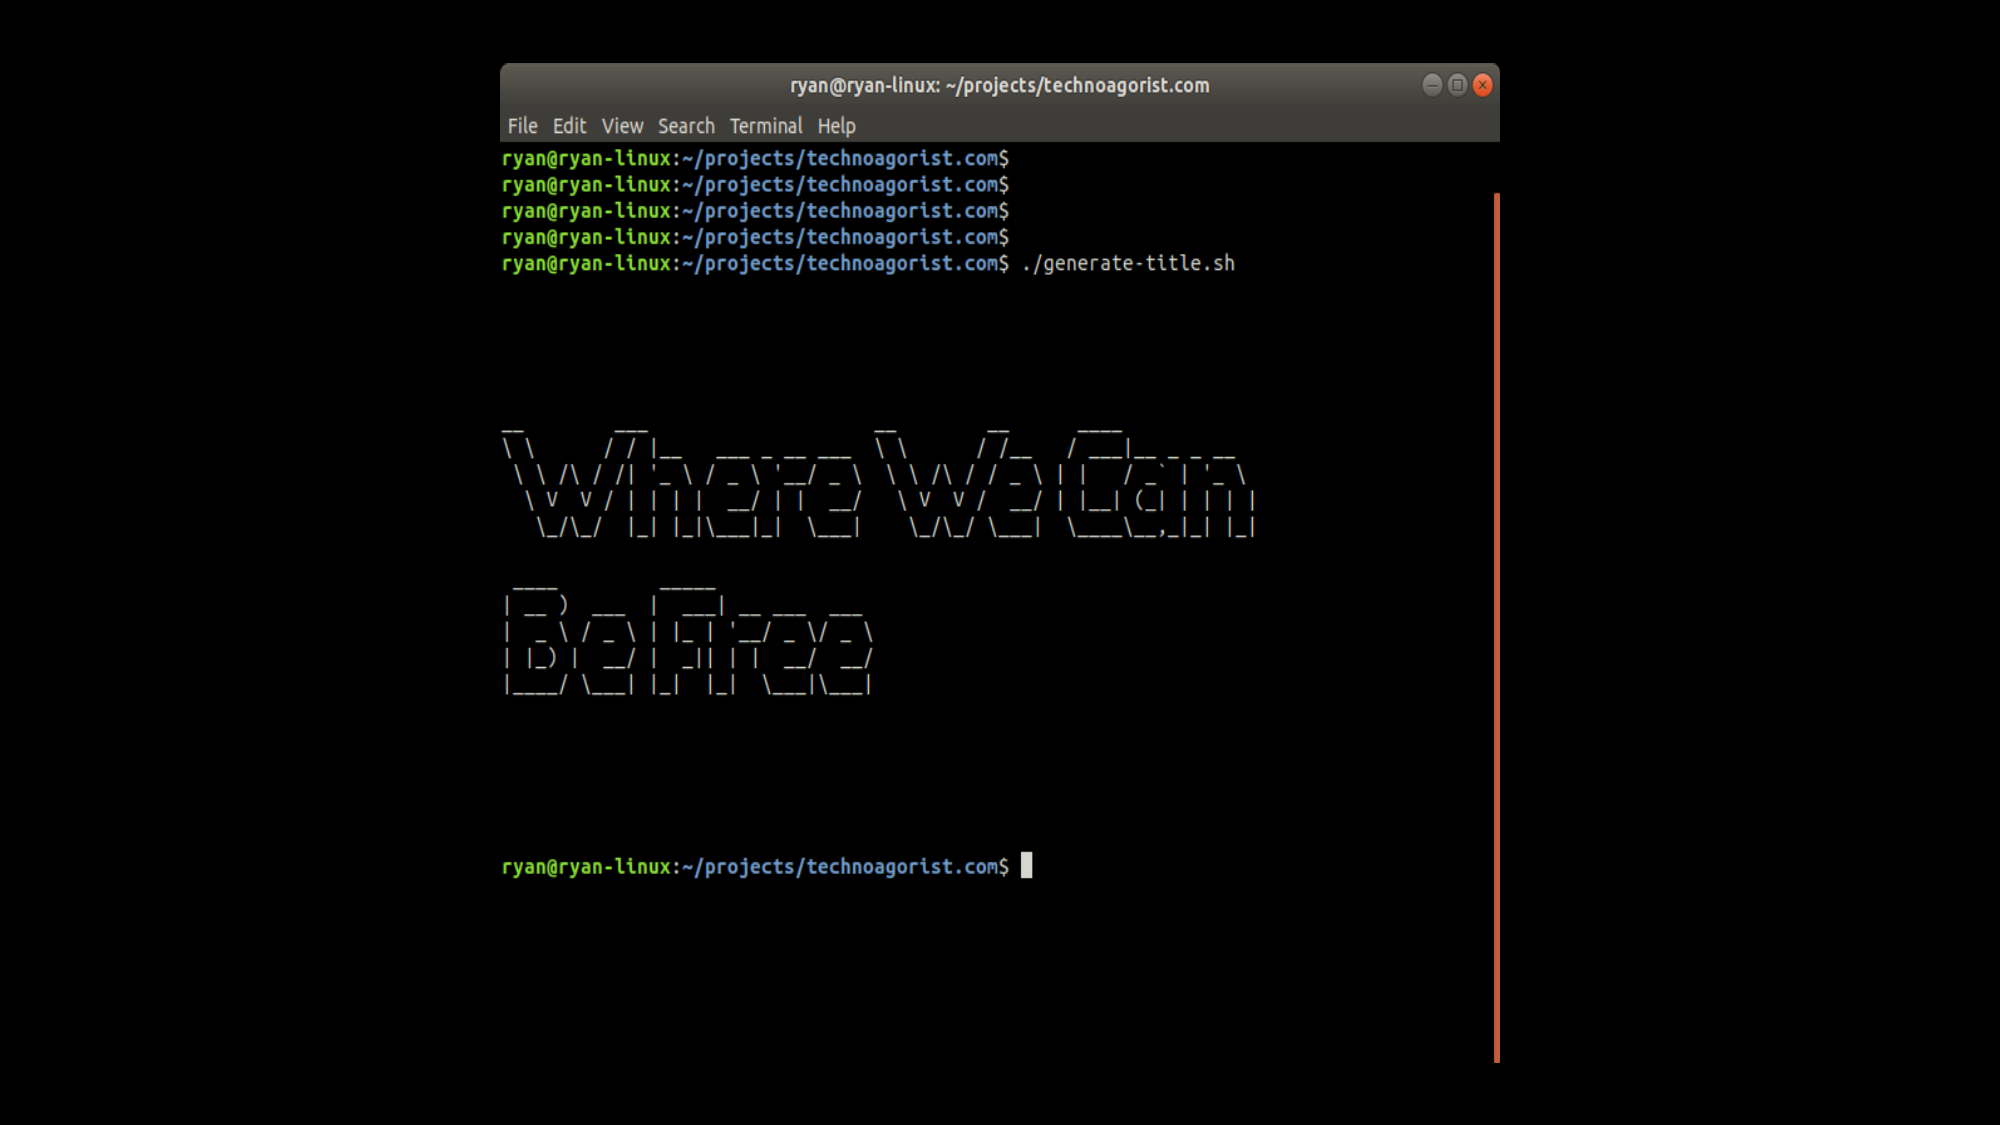 ryan@ryan-linux: ~/projects/technoagorist.com
File Edit View Search Terminal Help
ryan@ryan-linux:~/projects/technoagorist.com$
ryan@ryan-linux:~/projects/technoagorist.com$
ryan@ryan-linux:~/projects/technoagorist.com$
ryan@ryan-linux:~/projects/technoagorist.com$
ryan@ryan-linux:~/projects/technoagorist.com$ ./generate-title.sh
Where We Can
Be Free
ryan@ryan-linux:~/projects/technoagorist.com$